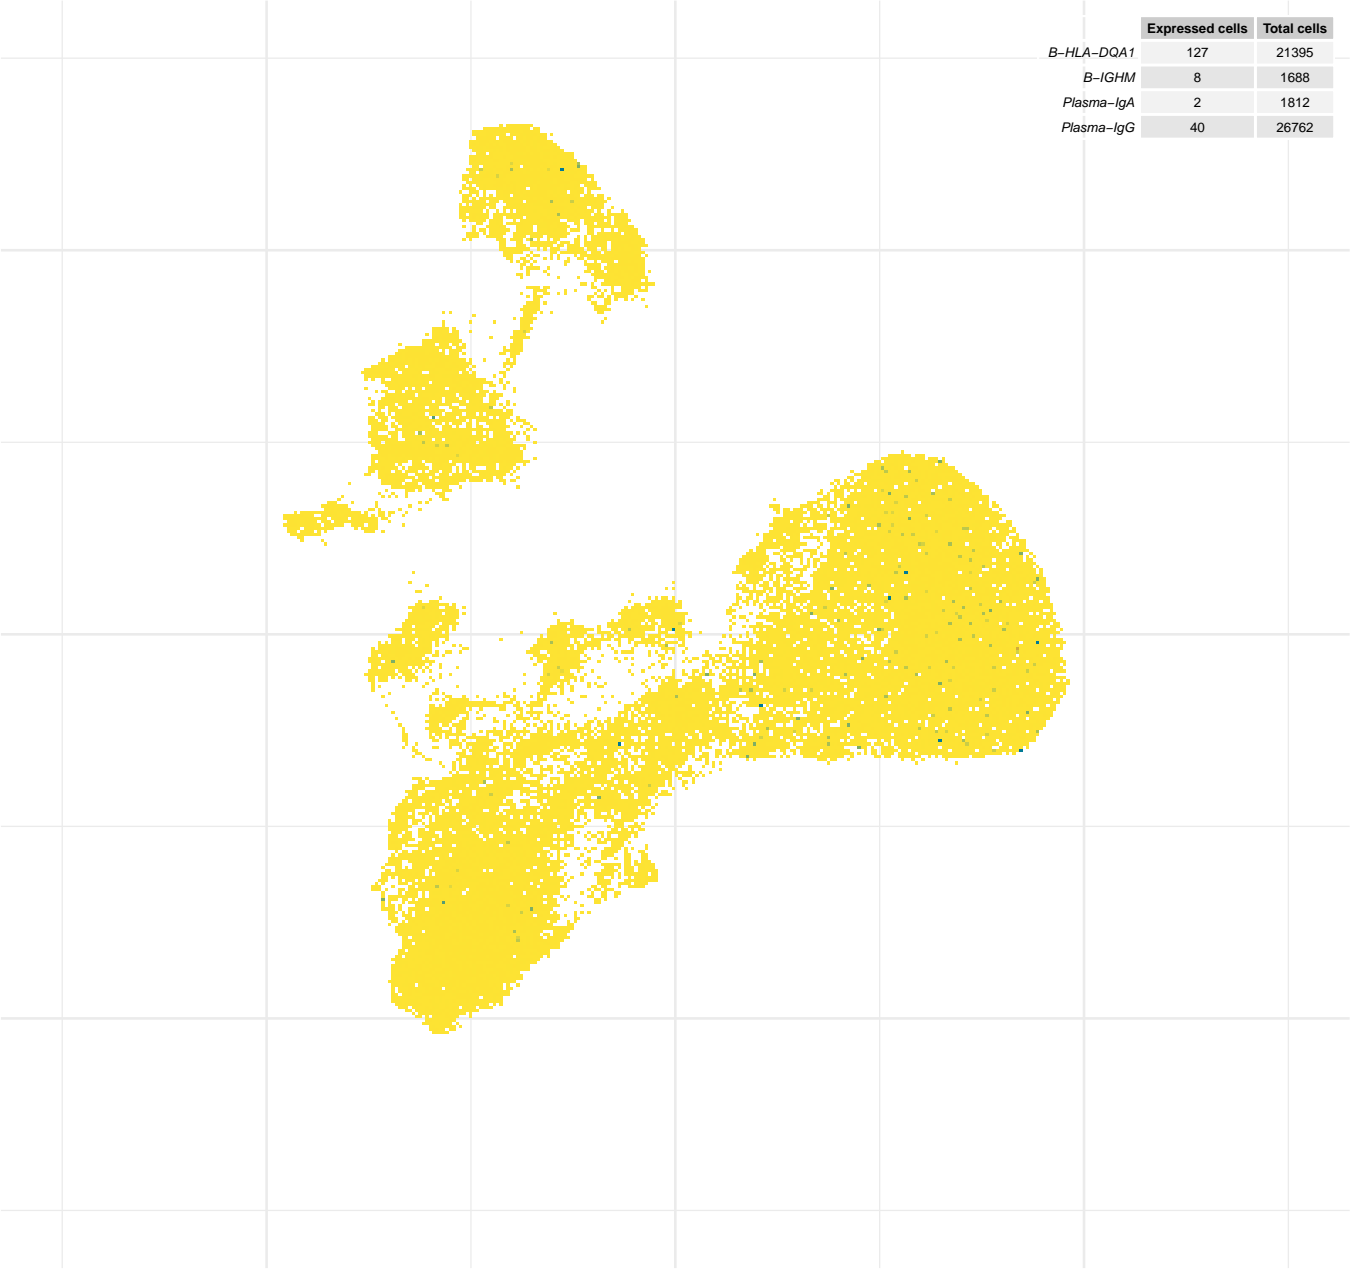 Expressed cells Total cells
B−HLA−DQA1 127 21395
B−IGHM 8 1688
Plasma−IgA 2 1812
Plasma−IgG 40 26762